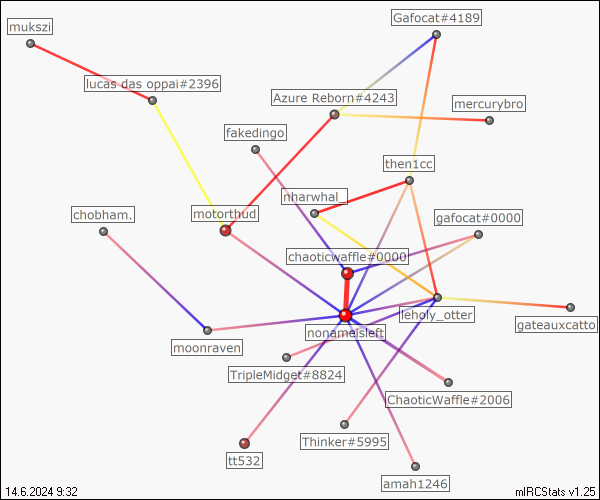 Gafocat#4189
mukszi
lucas das oppai#2396
Azure Reborn#4243
mercurybro
fakedingo
then1cc
nharwhal_
chobham.
motorthud
gafocat#0000
chaoticwaffle#0000
leholy_otter
gateauxcatto
nonameisleft
moonraven
TripleMidget#8824
ChaoticWaffle#2006
Thinker#5995
tt532
amah1246
14.6.2024 9:32
mIRCStats v1.25